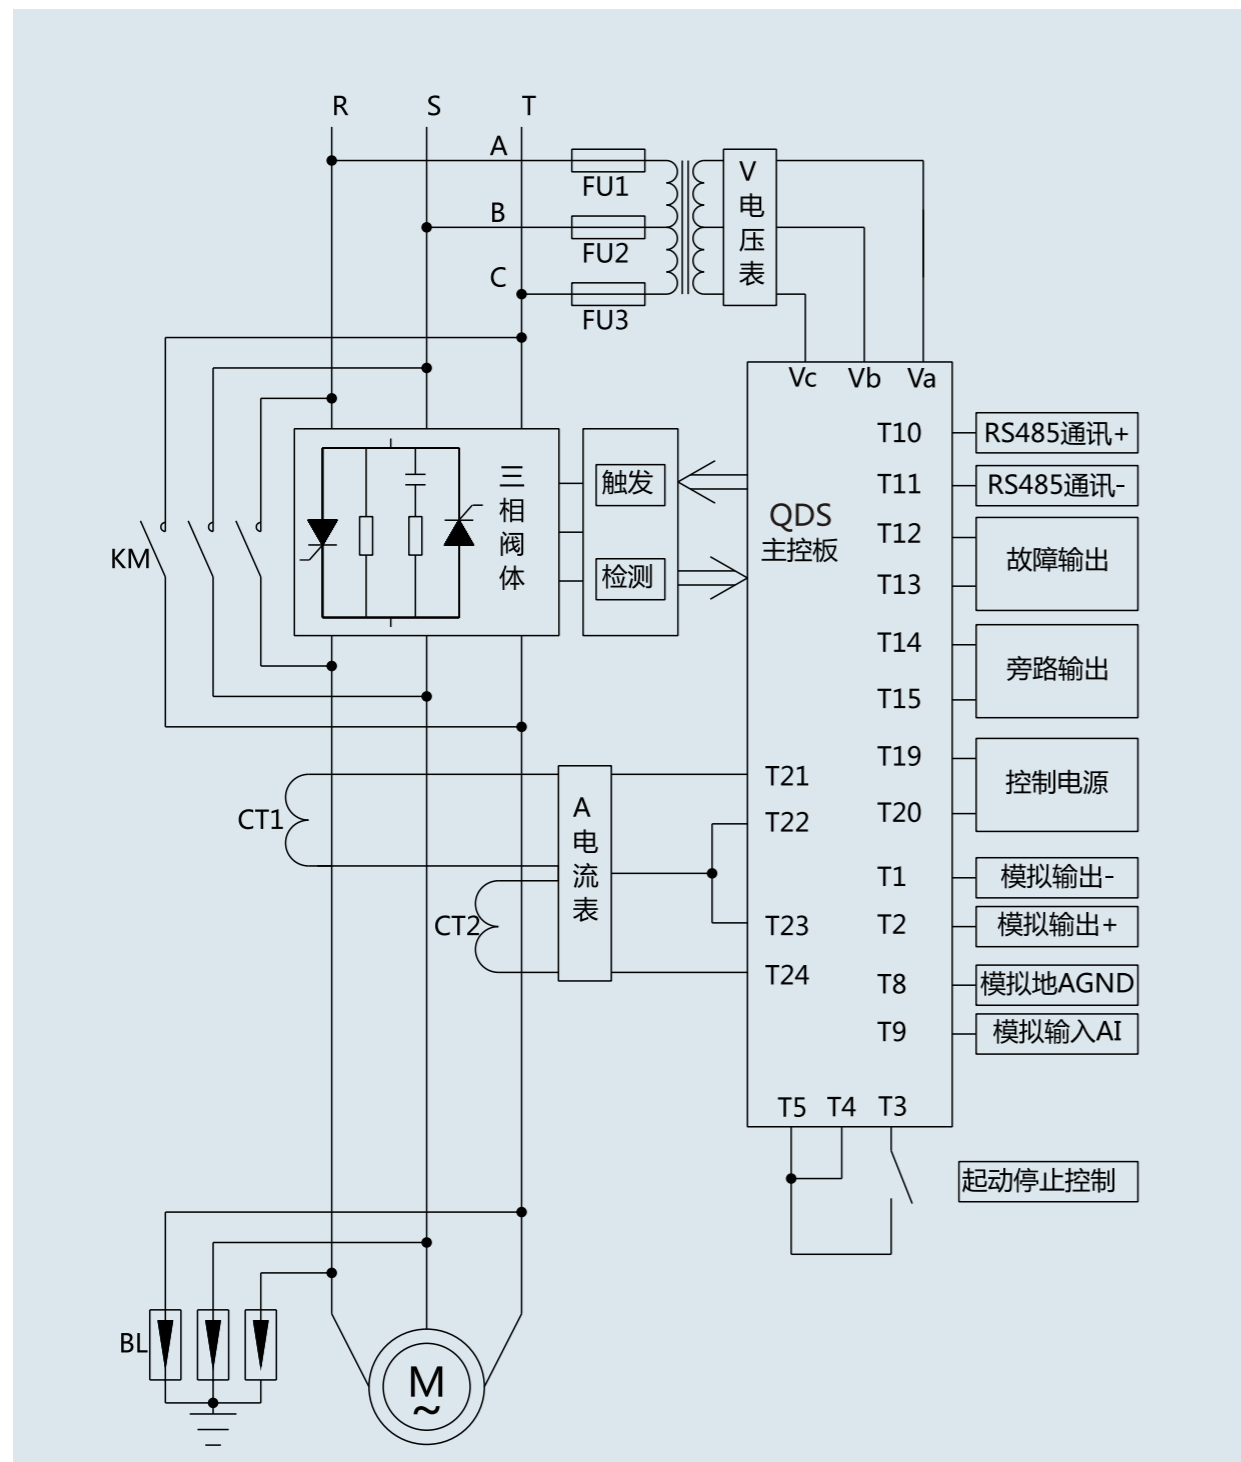 R
S
T
A
FU1
B
FU2
C
FU3
V
电
压
表
Vc
Vb
Va
T10
RS485通讯+
T11
RS485通讯-
T12
故障输出
T13
T14
旁路输出
T15
T19
控制电源
T20
T1
模拟输出-
T2
模拟输出+
T8
模拟地AGND
T9
模拟输入AI
QDS
主控板
三
相
阀
体
触发
检测
KM
T21
T22
T23
T24
CT1
CT2
A
电
流
表
T5
T4
T3
起动停止控制
BL
M
~